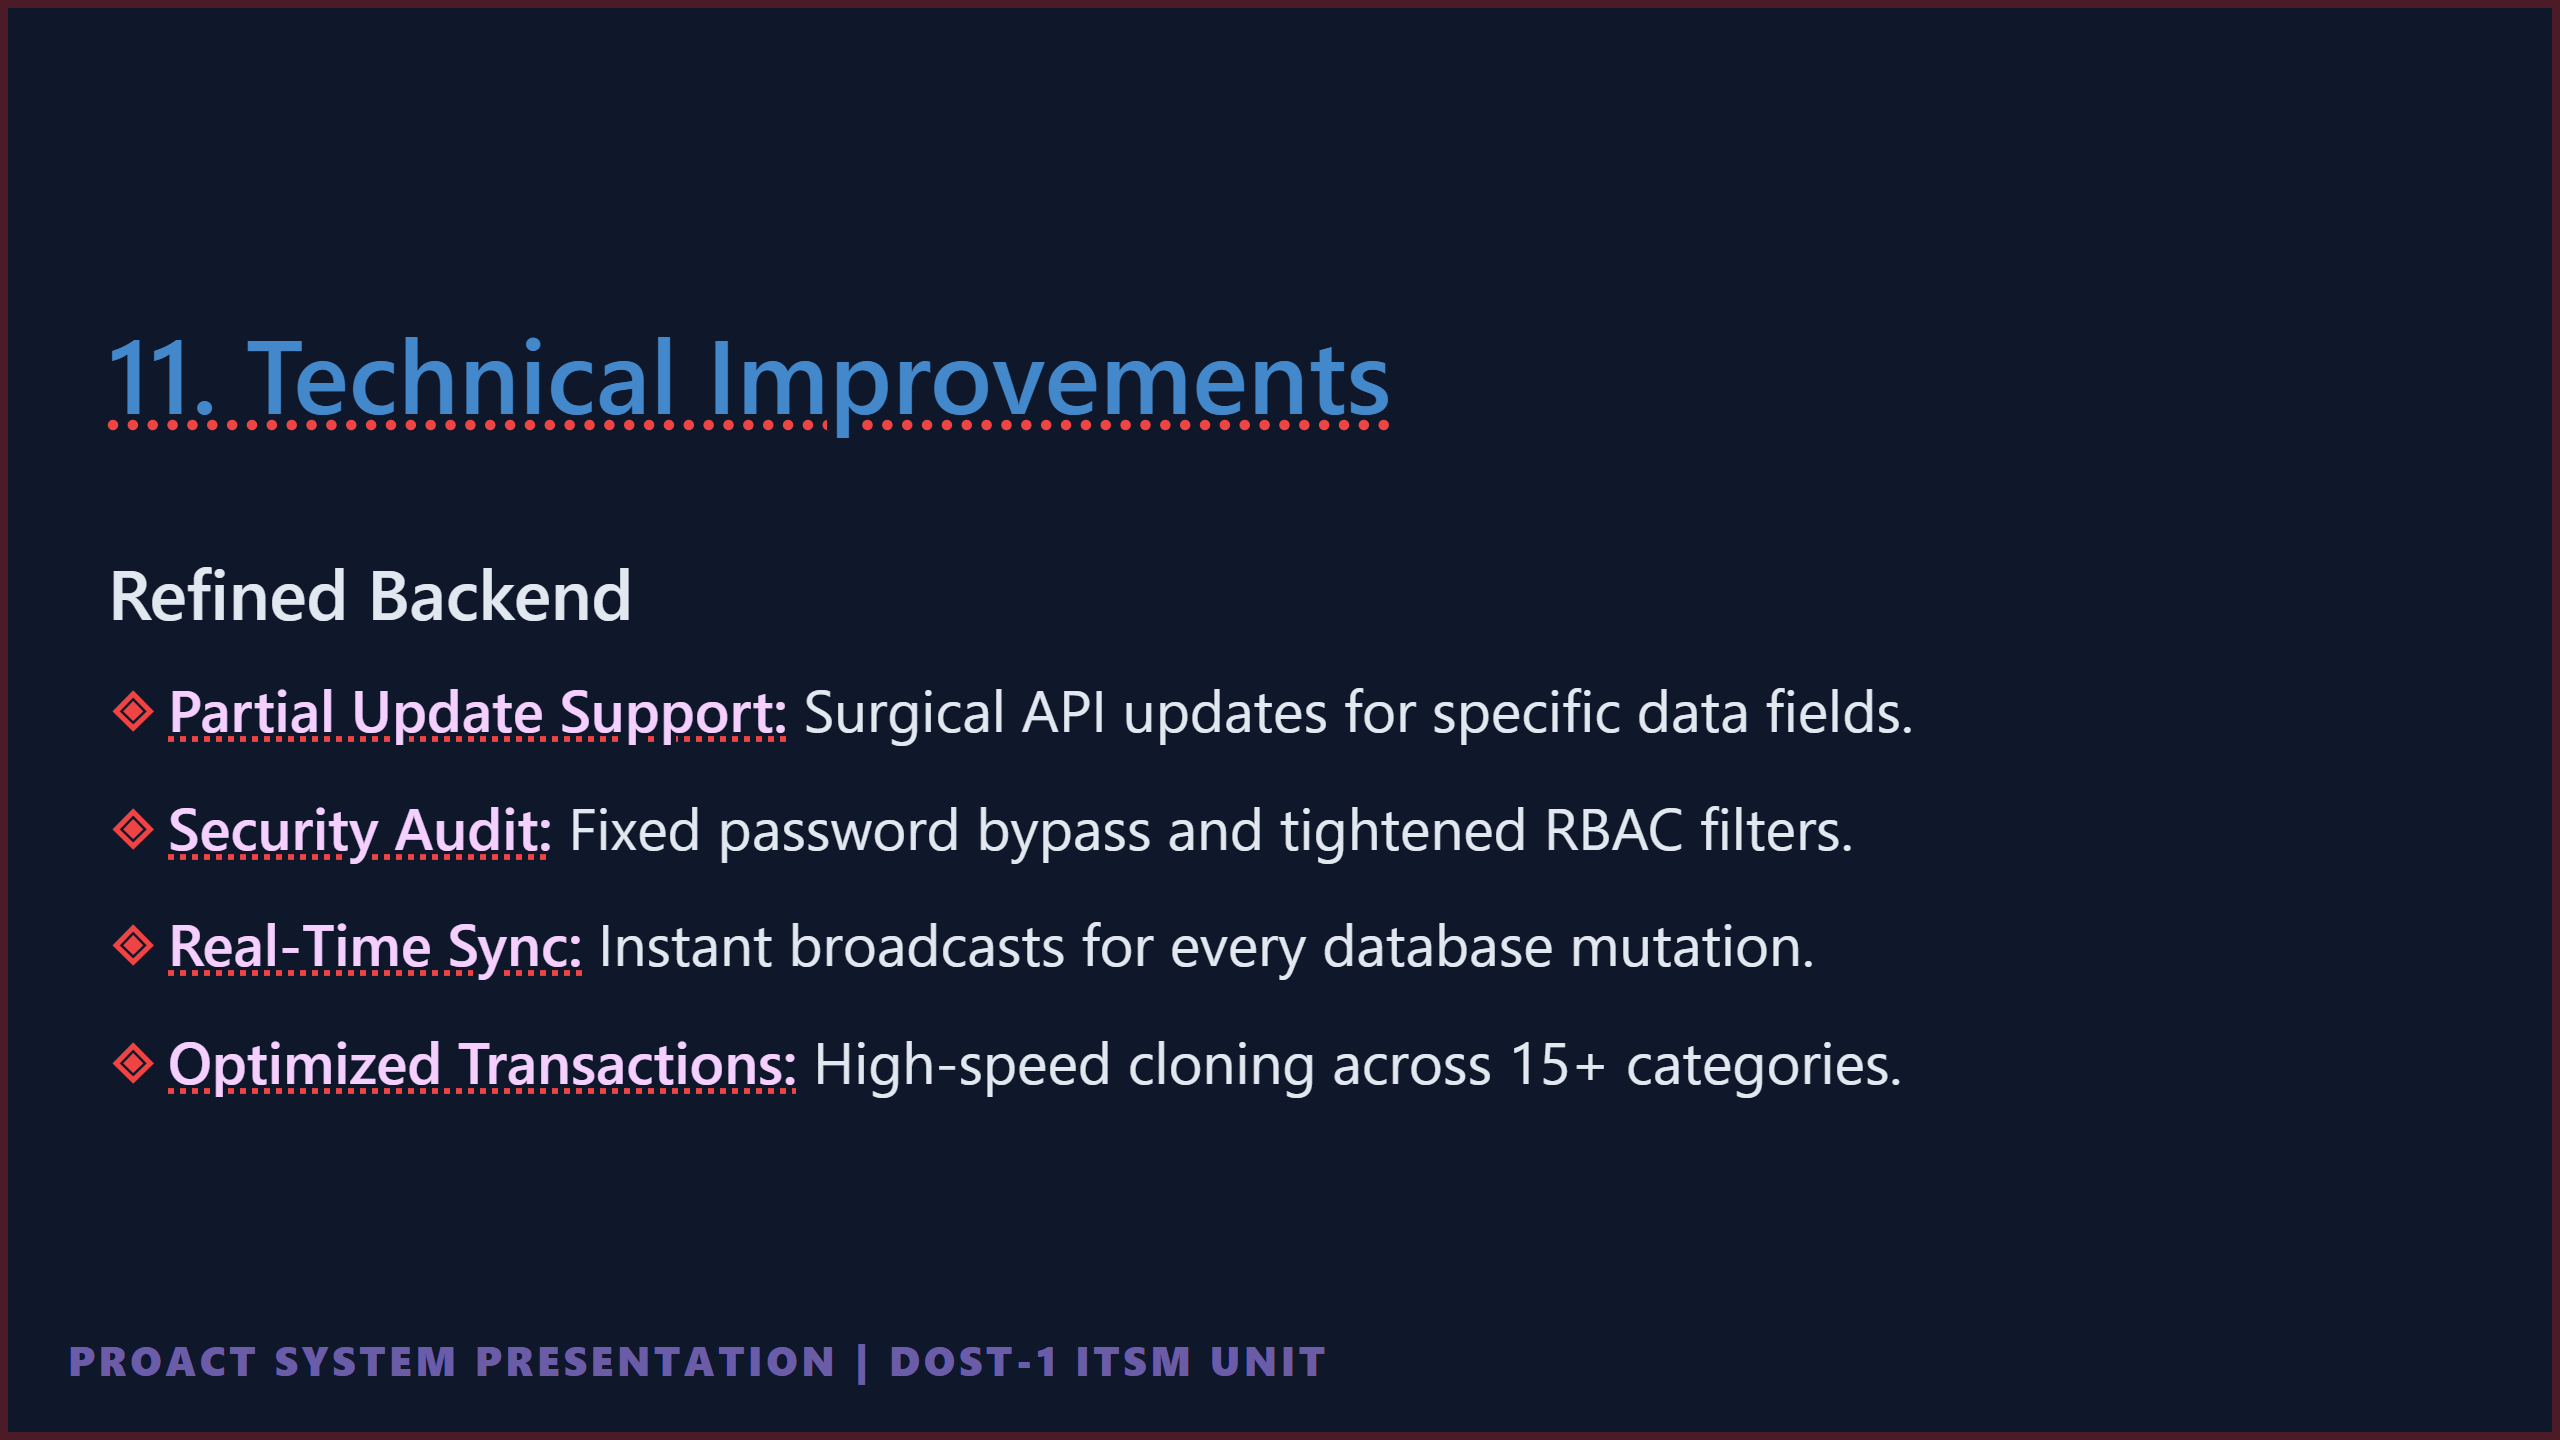 11. Technical Improvements
Refined Backend
Partial Update Support: Surgical API updates for specific data fields.
Security Audit: Fixed password bypass and tightened RBAC filters.
Real-Time Sync: Instant broadcasts for every database mutation.
Optimized Transactions: High-speed cloning across 15+ categories.
PROACT SYSTEM PRESENTATION | DOST-1 ITSM UNIT